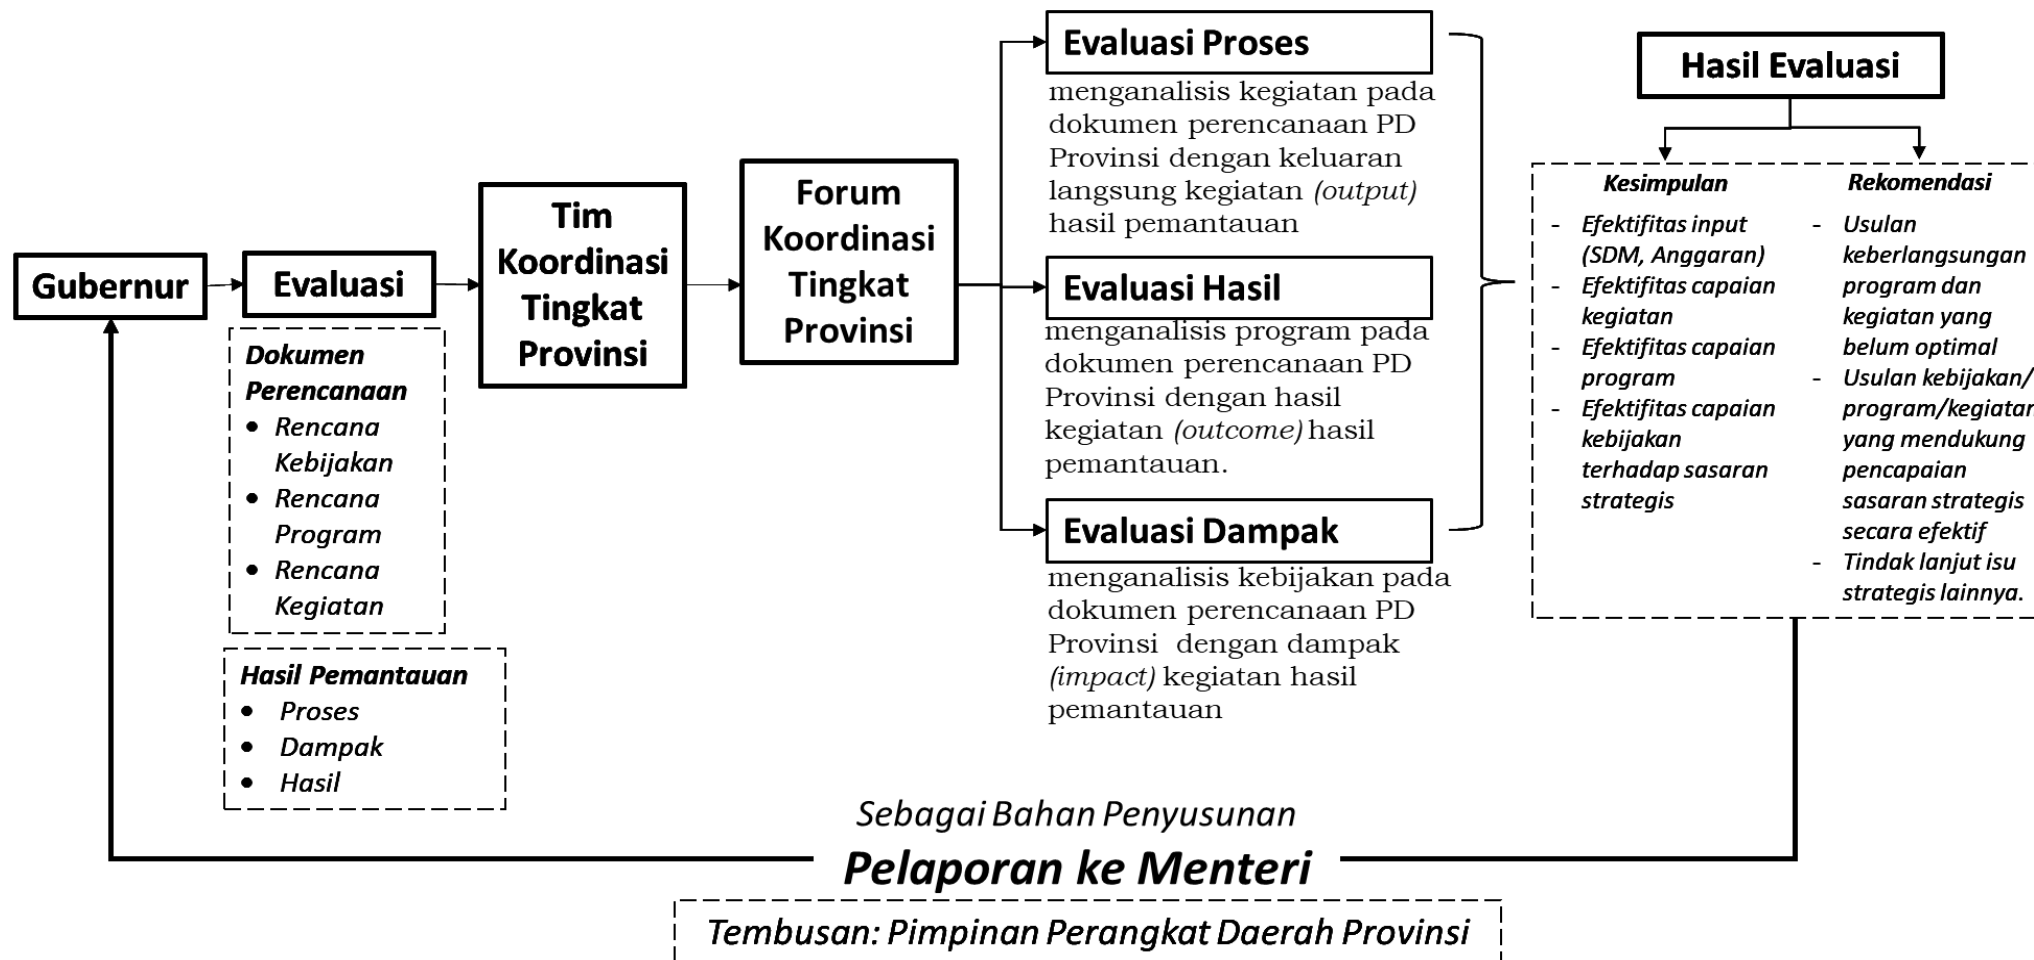 Gubernur
Evaluasi
Dokumen
Perencanaan
• Rencana
Kebijakan
• Rencana
Program
• Rencana
Kegiatan
Hasil Pemantauan
• Proses
• Dampak
• Hasil
Tim
Koordinasi
Tingkat
Provinsi
Forum
Koordinasi
Tingkat
Provinsi
Evaluasi Proses
menganalisis kegiatan pada
dokumen perencanaan PD
Provinsi dengan keluaran
langsung kegiatan (output)
hasil pemantauan
Evaluasi Hasil
menganalisis program pada
dokumen perencanaan PD
Provinsi dengan hasil
kegiatan (outcome) hasil
pemantauan.
Evaluasi Dampak
menganalisis kebijakan pada
dokumen perencanaan PD
Provinsi dengan dampak
(impact) kegiatan hasil
pemantauan
Hasil Evaluasi
Kesimpulan
- Efektifitas input
(SDM, Anggaran)
- Efektifitas capaian
kegiatan
- Efektifitas capaian
program
- Efektifitas capaian
kebijakan
terhadap sasaran
strategis
Rekomendasi
- Usulan
keberlangsungan
program dan
kegiatan yang
belum optimal
- Usulan kebijakan/
program/kegiatan
yang mendukung
pencapaian
sasaran strategis
secara efektif
- Tindak lanjut isu
strategis lainnya.
Sebagai Bahan Penyusunan
Pelaporan ke Menteri
Tembusan: Pimpinan Perangkat Daerah Provinsi